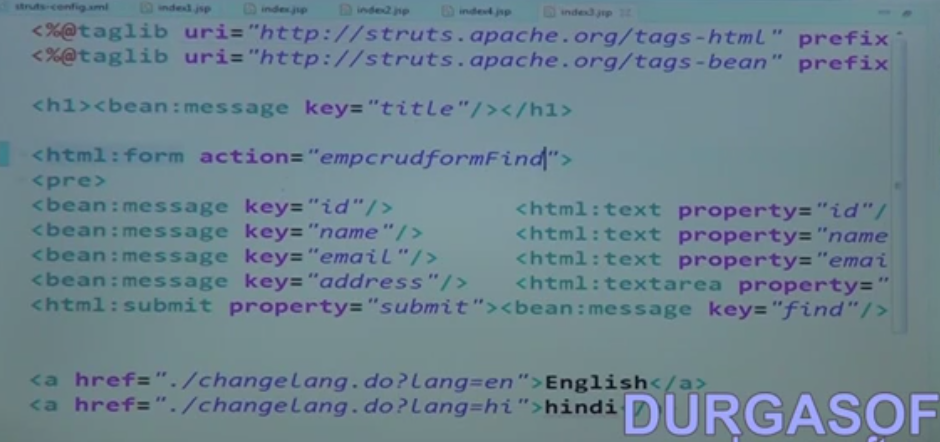 struts-config.xml index1.jsp index.jsp index2.jsp index4.jsp index3.jsp
<%@taglib uri="http://struts.apache.org/tags-html" prefix
<%@taglib uri="http://struts.apache.org/tags-bean" prefix
<h1><bean:message key="title"/></h1>
<html:form action="empcrudformFind">
<pre>
<bean:message key="id"/> <html:text property="id"/
<bean:message key="name"/> <html:text property="name
<bean:message key="email"/> <html:text property="emai
<bean:message key="address"/> <html:textarea property="
<html:submit property="submit"><bean:message key="find"/>
<a href="./changelang.do?lang=en">English</a>
<a href="./changelang.do?lang=hi">hindi</
DURGASOF